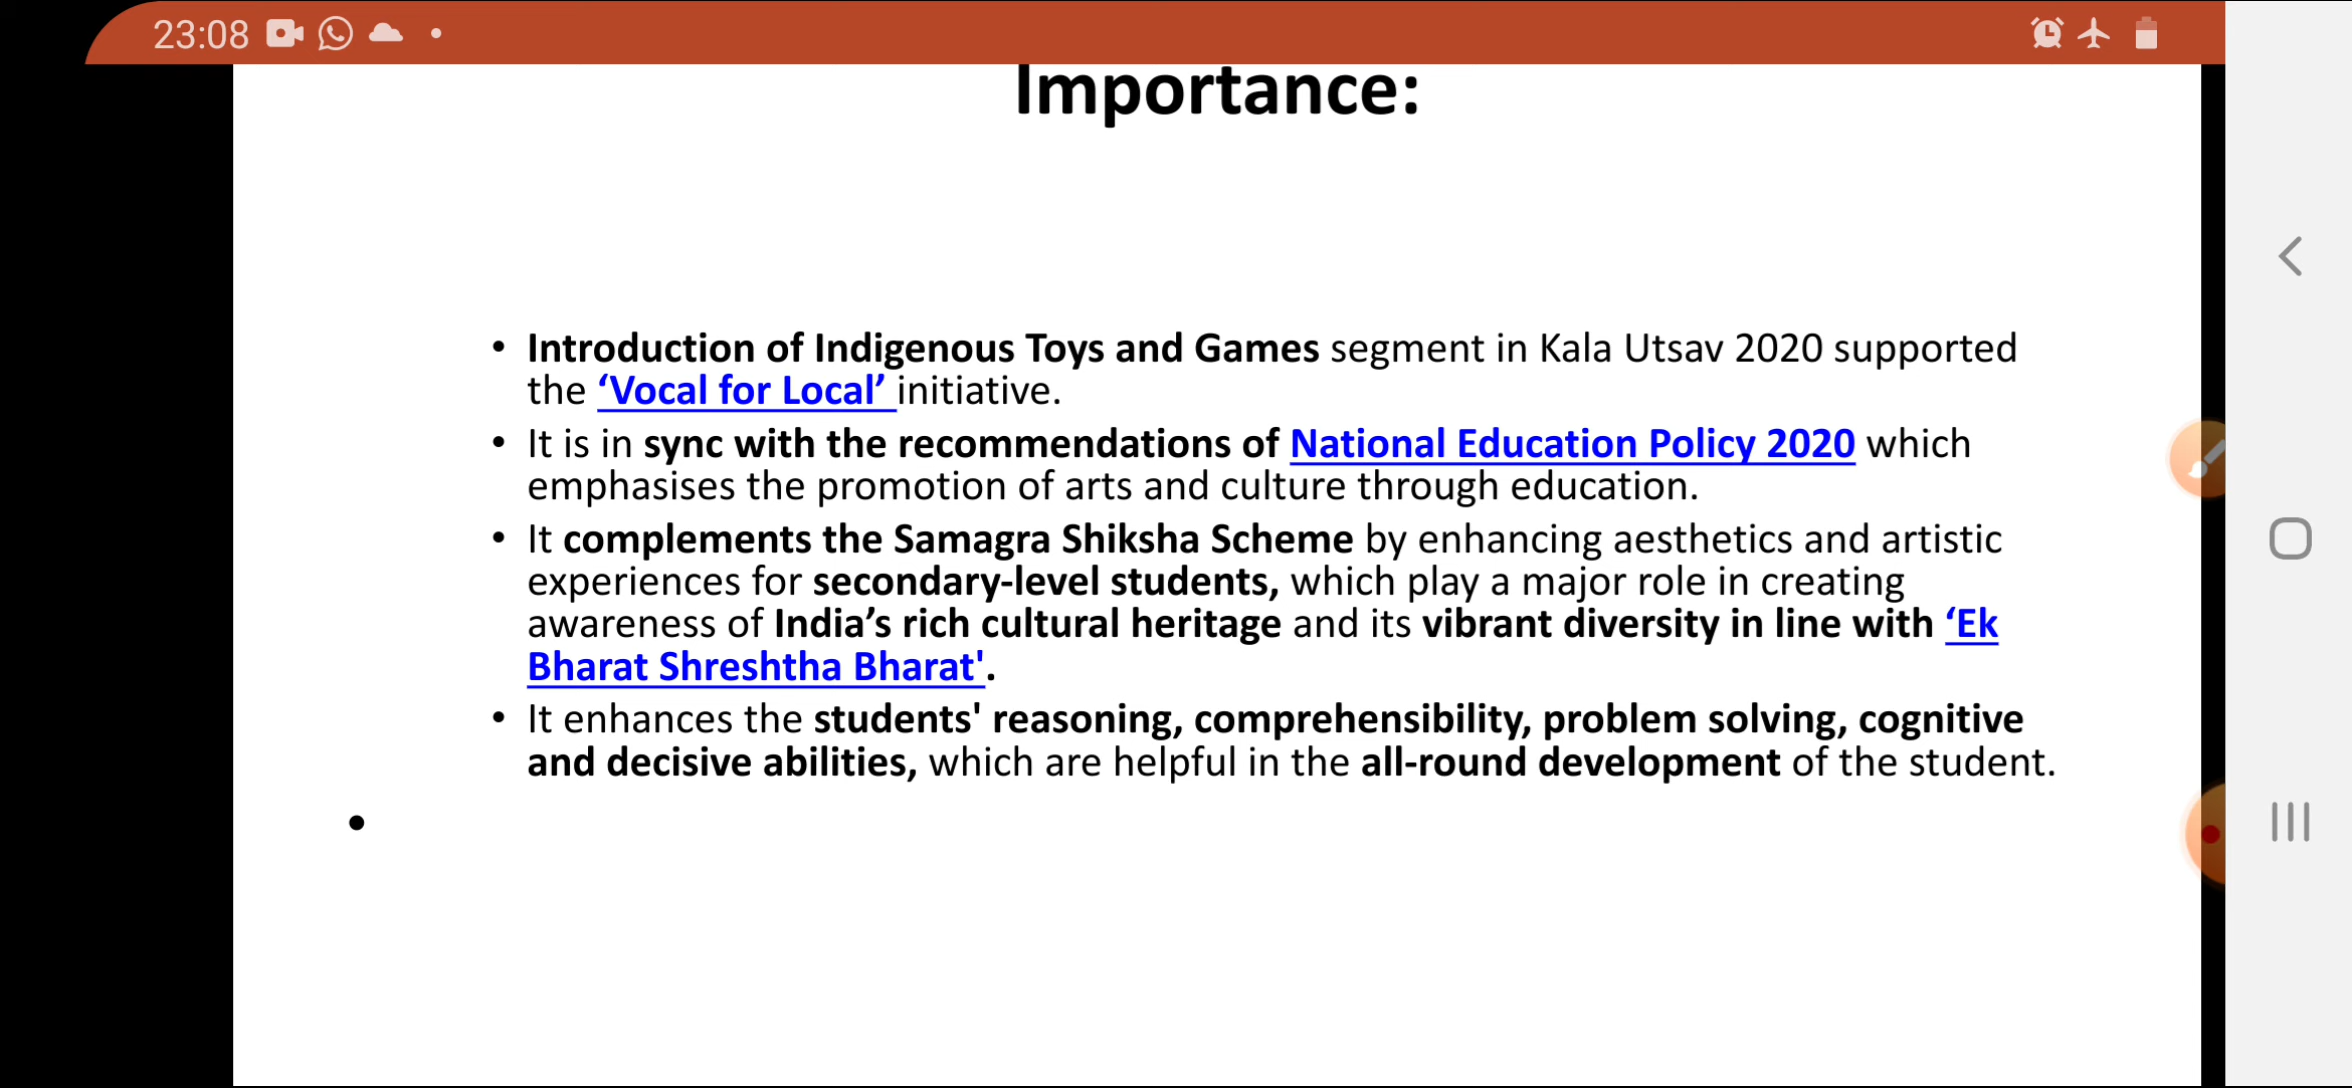 23:08
Importance:
• Introduction of Indigenous Toys and Games segment in Kala Utsav 2020 supported
the ‘Vocal for Local’ initiative.
• It is in sync with the recommendations of National Education Policy 2020 which
emphasises the promotion of arts and culture through education.
• It complements the Samagra Shiksha Scheme by enhancing aesthetics and artistic
experiences for secondary-level students, which play a major role in creating
awareness of India’s rich cultural heritage and its vibrant diversity in line with ‘Ek
Bharat Shreshtha Bharat'.
• It enhances the students' reasoning, comprehensibility, problem solving, cognitive
and decisive abilities, which are helpful in the all-round development of the student.
•